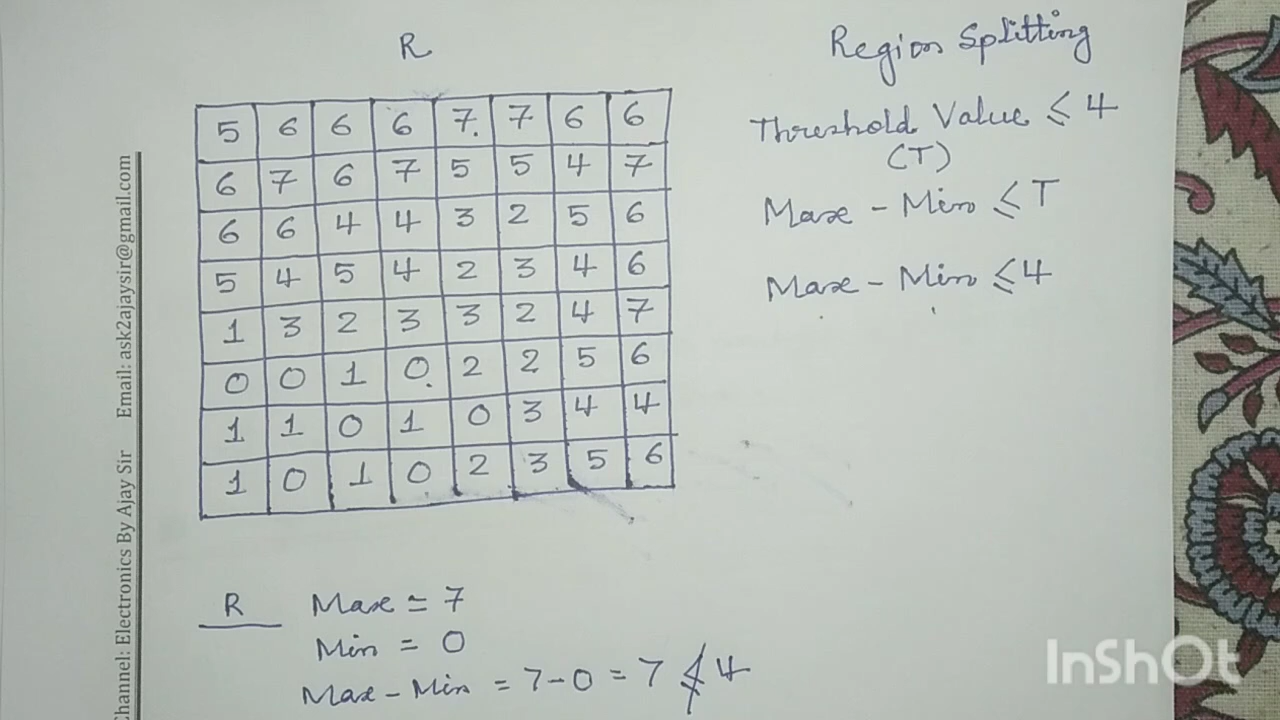 R
Region Splitting
5 6 6 6 7 7 6 6
6 7 6 7 5 5 4 7
6 6 4 4 3 2 5 6
5 4 5 4 2 3 4 6
1 3 2 3 3 2 4 7
0 0 1 0 2 2 5 6
1 1 0 1 0 3 4 4
1 0 1 0 2 3 5 6
Threshold Value ≤ 4
(T)
Max - Min ≤ T
Max - Min ≤ 4
R Max = 7
Min = 0
Max - Min = 7 - 0 = 7 ≰ 4
Channel: Electronics By Ajay Sir Email: ask2ajaysir@gmail.com
InShOt